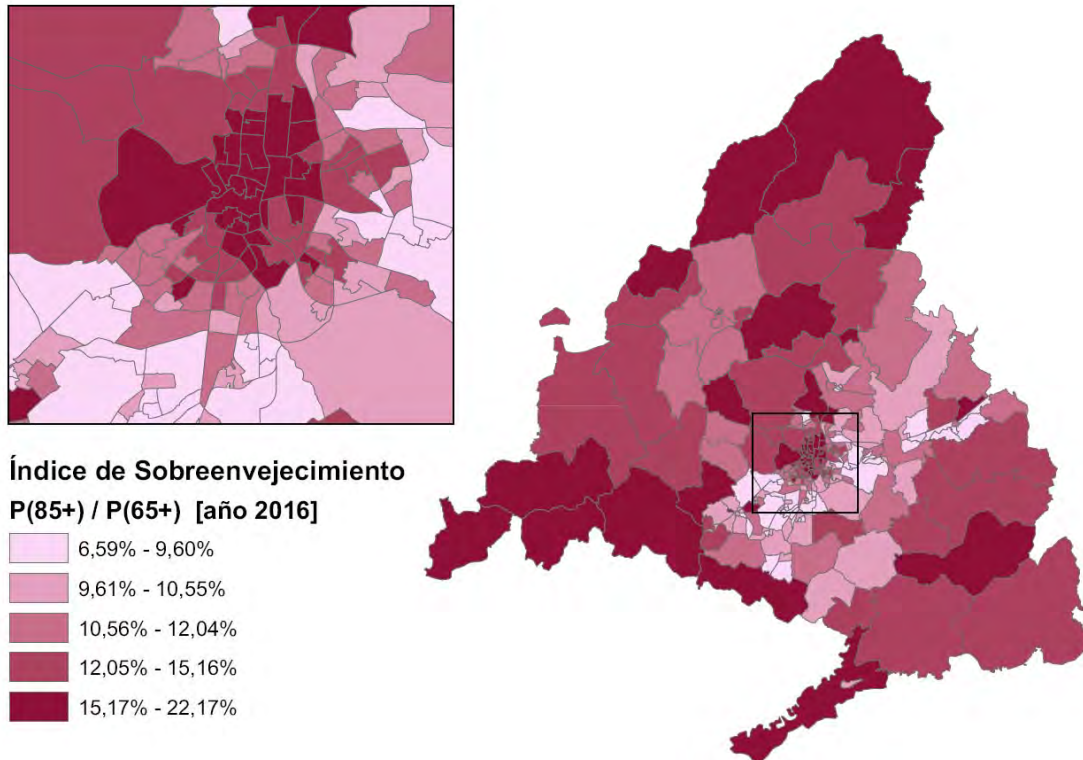 Índice de Sobreenvejecimiento
P(85+) / P(65+) [año 2016]
6,59% - 9,60%
9,61% - 10,55%
10,56% - 12,04%
12,05% - 15,16%
15,17% - 22,17%